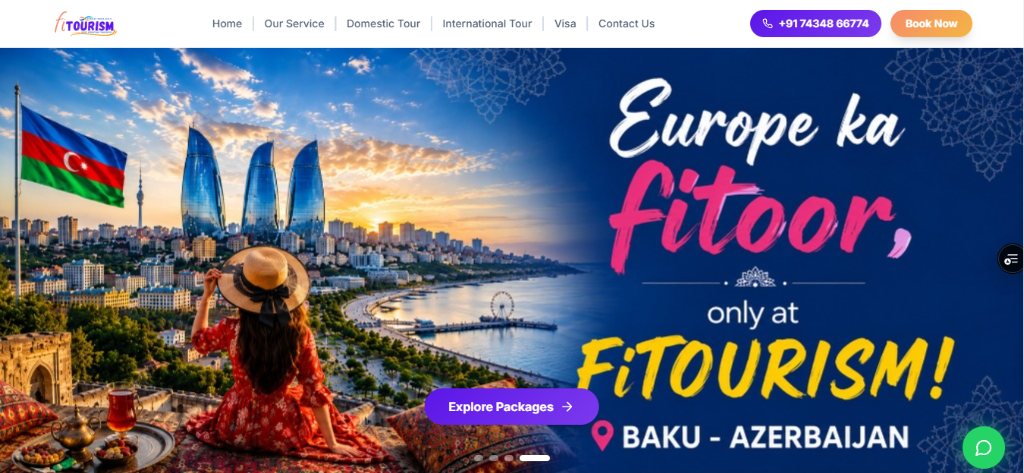 fiTOURISM
Home
Our Service
Domestic Tour
International Tour
Visa
Contact Us
+91 74348 66774
Book Now
Europe ka
fitoor,
only at
FiTOURISM!
Explore Packages →
BAKU - AZERBAIJAN